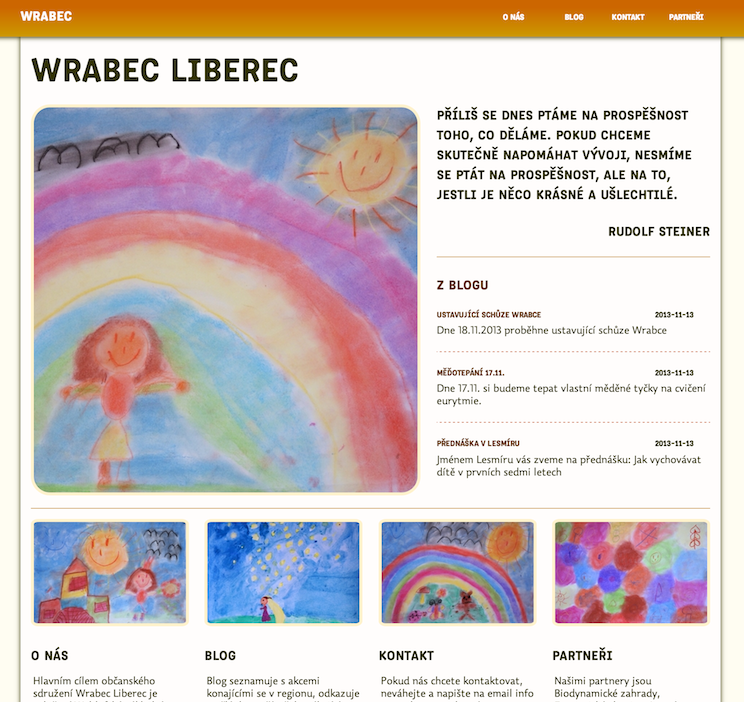 WRABEC
O NÁS
BLOG
KONTAKT
PARTNEŘI
WRABEC LIBEREC
PŘÍLIŠ SE DNES PTÁME NA PROSPĚŠNOST
TOHO, CO DĚLÁME. POKUD CHCEME
SKUTEČNĚ NAPOMÁHAT VÝVOJI, NESMÍME
SE PTÁT NA PROSPĚŠNOST, ALE NA TO,
JESTLI JE NĚCO KRÁSNÉ A UŠLECHTILÉ.
RUDOLF STEINER
Z BLOGU
USTAVUJÍCÍ SCHŮZE WRABCE 2013-11-13
Dne 18.11.2013 proběhne ustavující schůze Wrabce
MĚĎOTEPÁNÍ 17.11. 2013-11-13
Dne 17.11. si budeme tepat vlastní měděné tyčky na cvičení
eurytmie.
PŘEDNÁŠKA V LESMÍRU 2013-11-13
Jménem Lesmíru vás zveme na přednášku: Jak vychovávat
dítě v prvních sedmi letech
O NÁS
Hlavním cílem občanského
sdružení Wrabec Liberec je
BLOG
Blog seznamuje s akcemi
konajícími se v regionu, odkazuje
KONTAKT
Pokud nás chcete kontaktovat,
neváhejte a napište na email info
PARTNEŘI
Našimi partnery jsou
Biodynamické zahrady,